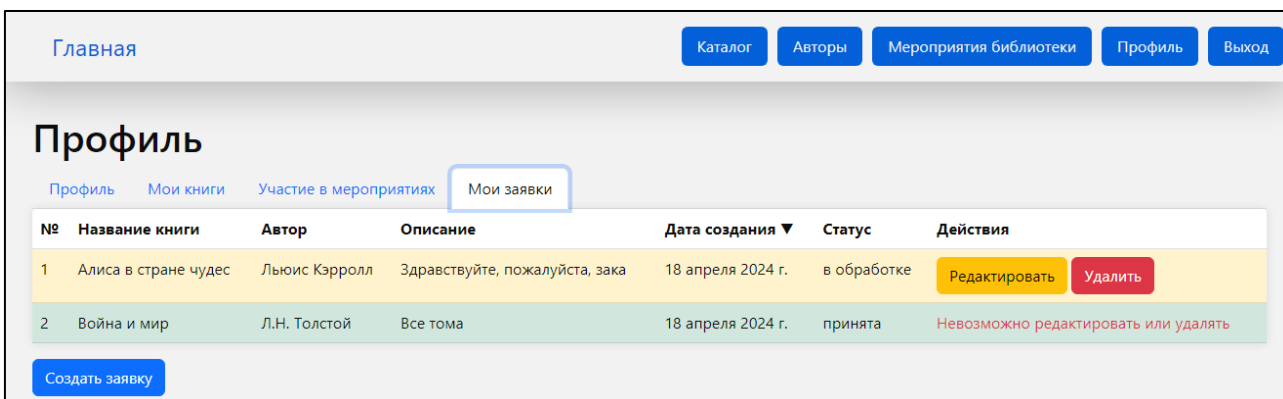 Главная Каталог Авторы Мероприятия библиотеки Профиль Выход
Профиль
Профиль Мои книги Участие в мероприятиях Мои заявки
№ Название книги Автор Описание Дата создания ▼ Статус Действия
1 Алиса в стране чудес Льюис Кэрролл Здравствуйте, пожалуйста, зака 18 апреля 2024 г. в обработке Редактировать Удалить
2 Война и мир Л.Н. Толстой Все тома 18 апреля 2024 г. принята Невозможно редактировать или удалять
Создать заявку